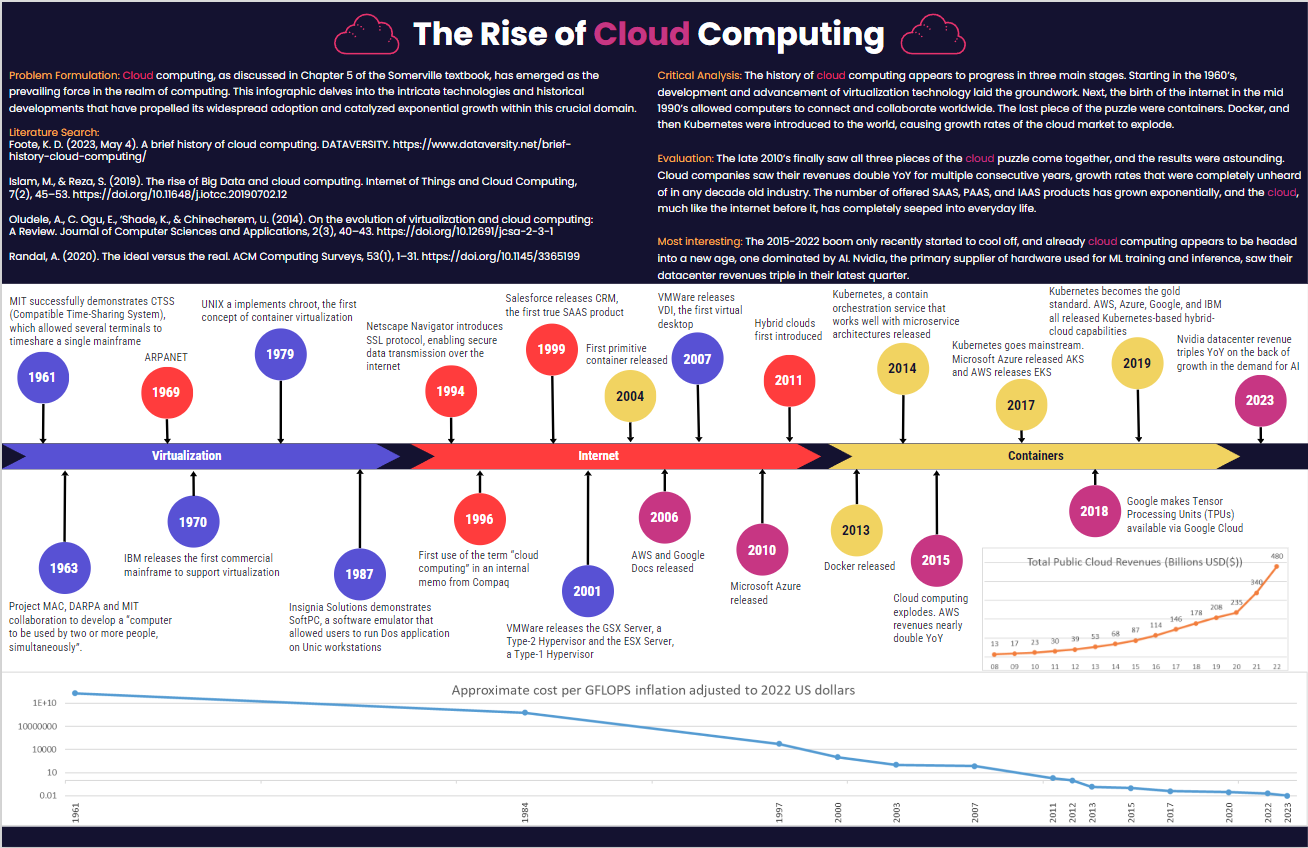 The Rise of Cloud Computing
Problem Formulation: Cloud computing, as discussed in Chapter 5 of the Somerville textbook, has emerged as the
prevailing force in the realm of computing. This infographic delves into the intricate technologies and historical
developments that have propelled its widespread adoption and catalyzed exponential growth within this crucial domain.
Literature Search:
Foote, K. D. (2023, May 4). A brief history of cloud computing. DATAVERSITY. https://www.dataversity.net/brief-
history-cloud-computing/
Islam, M., & Reza, S. (2019). The rise of Big Data and cloud computing. Internet of Things and Cloud Computing,
7(2), 45–53. https://doi.org/10.11648/j.iotcc.20190702.12
Oludele, A., C. Ogu, E., 'Shade, K., & Chinecherem, U. (2014). On the evolution of virtualization and cloud computing:
A Review. Journal of Computer Sciences and Applications, 2(3), 40–43. https://doi.org/10.12691/jcsa-2-3-1
Randal, A. (2020). The ideal versus the real. ACM Computing Surveys, 53(1), 1–31. https://doi.org/10.1145/3365199
Critical Analysis: The history of cloud computing appears to progress in three main stages. Starting in the 1960's,
development and advancement of virtualization technology laid the groundwork. Next, the birth of the internet in the mid
1990's allowed computers to connect and collaborate worldwide. The last piece of the puzzle were containers. Docker, and
then Kubernetes were introduced to the world, causing growth rates of the cloud market to explode.
Evaluation: The late 2010's finally saw all three pieces of the cloud puzzle come together, and the results were astounding.
Cloud companies saw their revenues double YoY for multiple consecutive years, growth rates that were completely unheard
of in any decade old industry. The number of offered SAAS, PAAS, and IAAS products has grown exponentially, and the cloud,
much like the internet before it, has completely seeped into everyday life.
Most interesting: The 2015-2022 boom only recently started to cool off, and already cloud computing appears to be headed
into a new age, one dominated by AI. Nvidia, the primary supplier of hardware used for ML training and inference, saw their
datacenter revenues triple in their latest quarter.
MIT successfully demonstrates CTSS
(Compatible Time-Sharing System),
which allowed several terminals to
timeshare a single mainframe
1961
ARPANET
1969
UNIX a implements chroot, the first
concept of container virtualization
1979
Netscape Navigator introduces
SSL protocol, enabling secure
data transmission over the
internet
1994
Salesforce releases CRM,
the first true SAAS product
1999
First primitive
container released
2004
VMWare releases
VDI, the first virtual
desktop
2007
Hybrid clouds
first introduced
2011
Kubernetes, a contain
orchestration service that
works well with microservice
architectures released
2014
Kubernetes goes mainstream.
Microsoft Azure released AKS
and AWS releases EKS
2017
Kubernetes becomes the gold
standard. AWS, Azure, Google, and IBM
all released Kubernetes-based hybrid-
cloud capabilities
2019
Nvidia datacenter revenue
triples YoY on the back of
growth in the demand for AI
2023
Virtualization
Internet
Containers
1963
Project MAC, DARPA and MIT
collaboration to develop a "computer
to be used by two or more people,
simultaneously".
1970
IBM releases the first commercial
mainframe to support virtualization
1987
Insignia Solutions demonstrates
SoftPC, a software emulator that
allowed users to run Dos application
on Unic workstations
1996
First use of the term "cloud
computing" in an internal
memo from Compaq
2001
VMWare releases the GSX Server, a
Type-2 Hypervisor and the ESX Server,
a Type-1 Hypervisor
2006
AWS and Google
Docs released
2010
Microsoft Azure
released
2013
Docker released
2015
Cloud computing
explodes. AWS
revenues nearly
double YoY
2018
Google makes Tensor
Processing Units (TPUs)
available via Google Cloud
Total Public Cloud Revenues (Billions USD($))
13 17 23 30 39 53 68 87 114 146 178 208 235 340 480
08 09 10 11 12 13 14 15 16 17 18 19 20 21 22
Approximate cost per GFLOPS inflation adjusted to 2022 US dollars
1E+10
10000000
10000
10
0.01
1961 1984 1997 2000 2003 2007 2011 2012 2013 2015 2017 2020 2022 2023